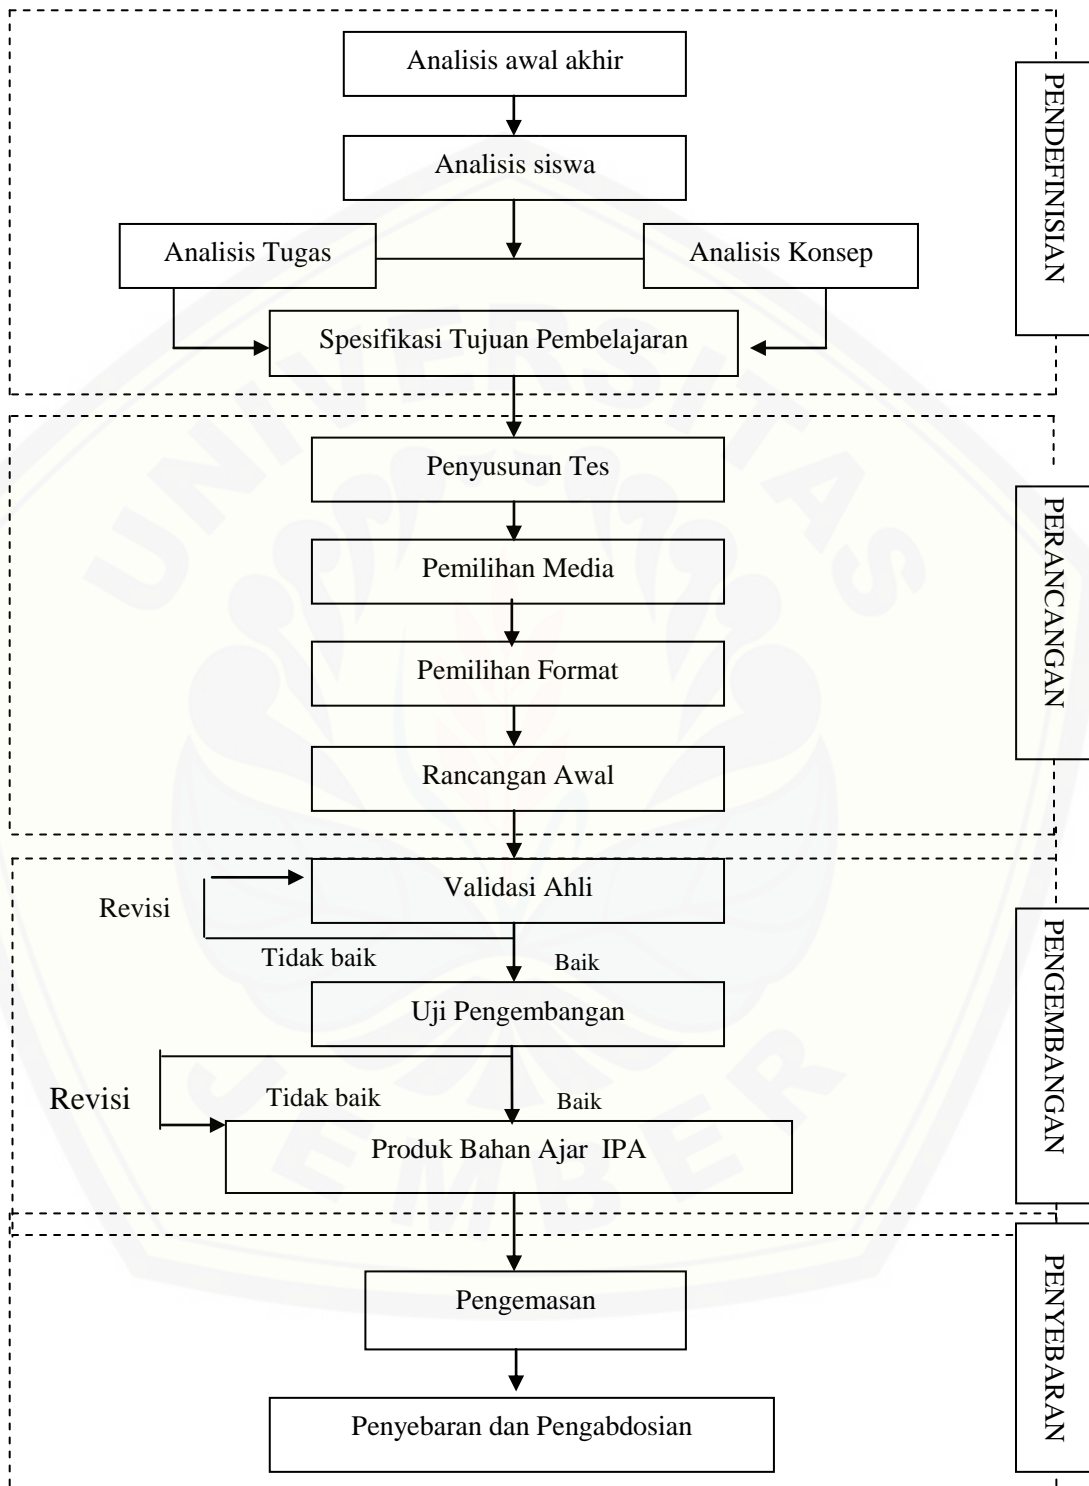 Analisis awal akhir
Analisis siswa
Analisis Tugas
Analisis Konsep
Spesifikasi Tujuan Pembelajaran
PENDEFINISIAN
Penyusunan Tes
Pemilihan Media
Pemilihan Format
Rancangan Awal
PERANCANGAN
Validasi Ahli
Revisi
Tidak baik
Baik
Uji Pengembangan
Revisi
Tidak baik
Baik
Produk Bahan Ajar IPA
PENGEMBANGAN
Pengemasan
Penyebaran dan Pengabdosian
PENYEBARAN
UNIVERSITAS
JEMBER